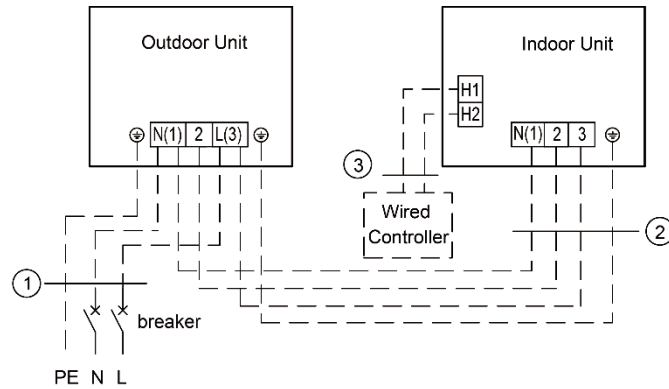 Outdoor Unit
Indoor Unit
H1
H2
N(1) 2 L(3)
N(1) 2 3
3
Wired
Controller
2
1
breaker
PE N L